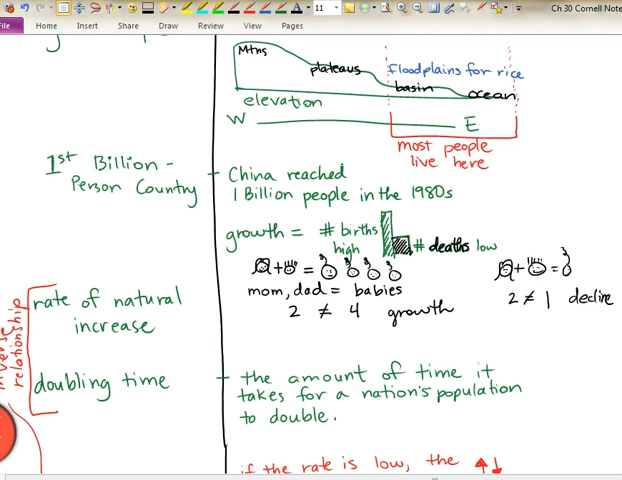 11
Ch 30 Cornell Note
File
Home
Insert
Share
Draw
Review
View
Pages
Mtns
plateaus
floodplains for rice
basin
ocean
elevation
W
E
most people
live here
1st Billion-
Person Country
China reached
1 Billion people in the 1980s
growth = # births
high
# deaths low
+ =
mom, dad = babies
2 ≠ 4 growth
+ =
2 ≠ 1 decline
rate of natural
increase
inverse
relationship
doubling time
the amount of time it
takes for a nation's population
to double.
if the rate is low, the